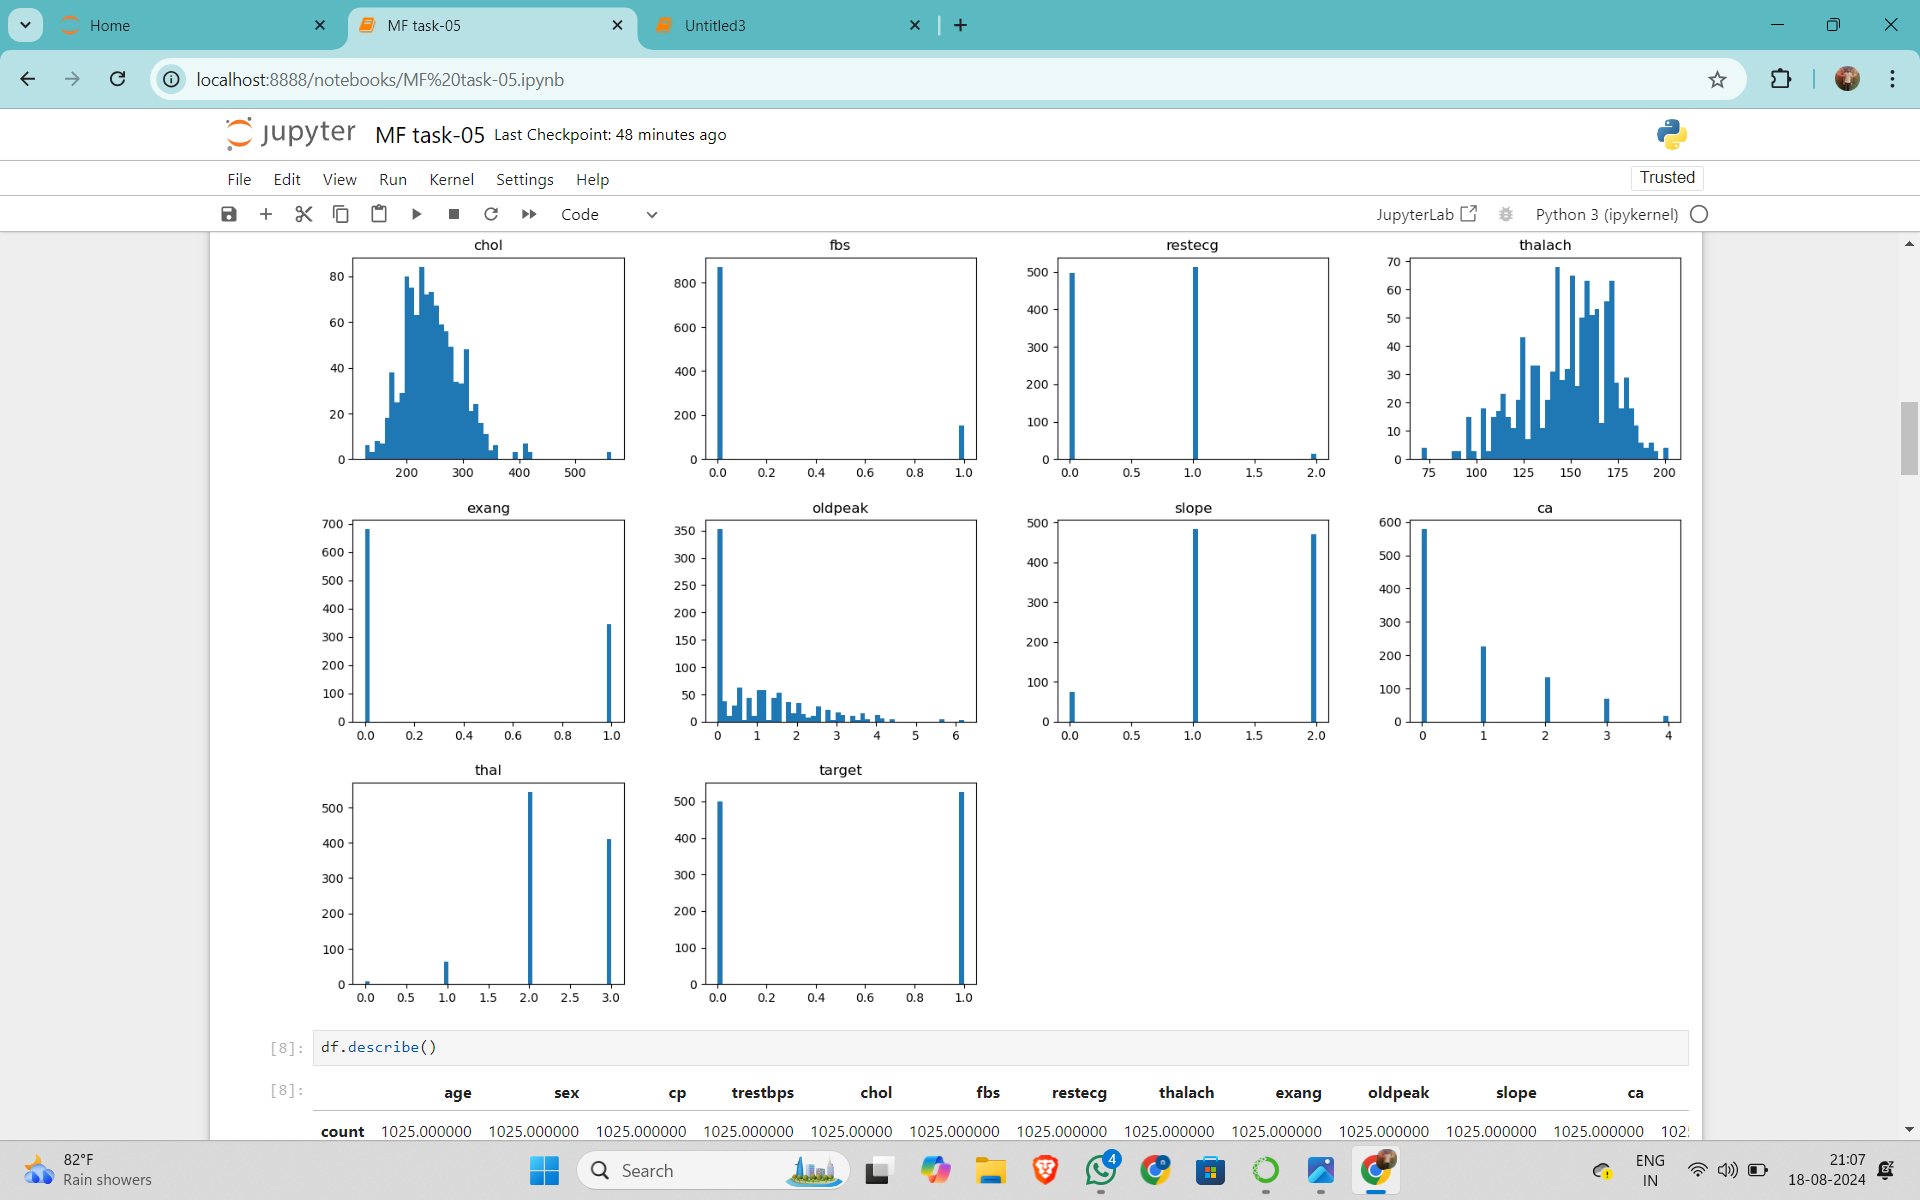 Home
MF task-05
Untitled3
localhost:8888/notebooks/MF%20task-05.ipynb
jupyter MF task-05 Last Checkpoint: 48 minutes ago
File Edit View Run Kernel Settings Help
Trusted
Code
JupyterLab
Python 3 (ipykernel)
chol fbs restecg thalach
80 60 40 20 0
200 300 400 500
800 600 400 200 0
0.0 0.2 0.4 0.6 0.8 1.0
500 400 300 200 100 0
0.0 0.5 1.0 1.5 2.0
70 60 50 40 30 20 10 0
75 100 125 150 175 200
exang oldpeak slope ca
700 600 500 400 300 200 100 0
0.0 0.2 0.4 0.6 0.8 1.0
350 300 250 200 150 100 50 0
0 1 2 3 4 5 6
500 400 300 200 100 0
0.0 0.5 1.0 1.5 2.0
600 500 400 300 200 100 0
0 1 2 3 4
thal target
500 400 300 200 100 0
0.0 0.5 1.0 1.5 2.0 2.5 3.0
500 400 300 200 100 0
0.0 0.2 0.4 0.6 0.8 1.0
[8]: df.describe()
[8]: age sex cp trestbps chol fbs restecg thalach exang oldpeak slope ca
count 1025.000000 1025.000000 1025.000000 1025.000000 1025.00000 1025.000000 1025.000000 1025.000000 1025.000000 1025.000000 1025.000000 1025.000000 102
82°F
Rain showers
Search
4
ENG
IN
21:07
18-08-2024